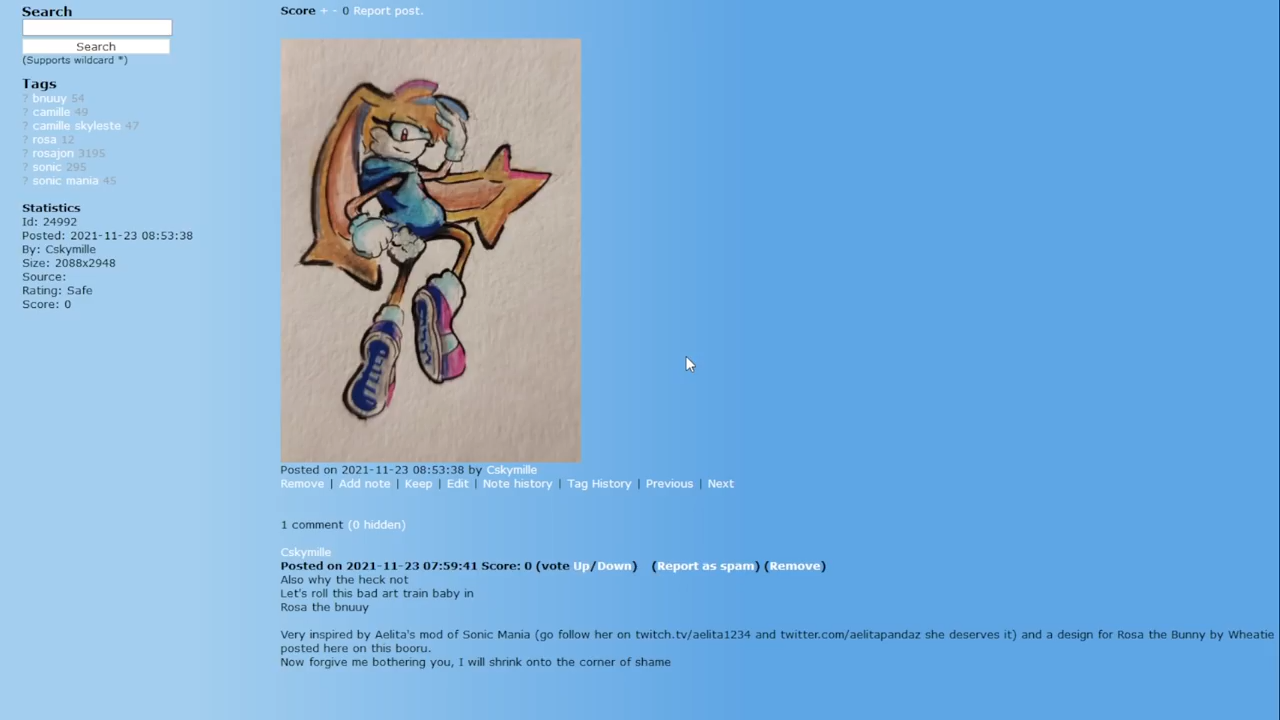 Search
Search
(Supports wildcard *)
Tags
? bnuuy 54
? camille 49
? camille skyleste 47
? rosa 12
? rosajon 3195
? sonic 295
? sonic mania 45
Statistics
Id: 24992
Posted: 2021-11-23 08:53:38
By: Cskymille
Size: 2088x2948
Source:
Rating: Safe
Score: 0
Score + - 0 Report post.
Posted on 2021-11-23 08:53:38 by Cskymille
Remove | Add note | Keep | Edit | Note history | Tag History | Previous | Next
1 comment (0 hidden)
Cskymille
Posted on 2021-11-23 07:59:41 Score: 0 (vote Up/Down) (Report as spam) (Remove)
Also why the heck not
Let's roll this bad art train baby in
Rosa the bnuuy
Very inspired by Aelita's mod of Sonic Mania (go follow her on twitch.tv/aelita1234 and twitter.com/aelitapandaz she deserves it) and a design for Rosa the Bunny by Wheatie
posted here on this booru.
Now forgive me bothering you, I will shrink onto the corner of shame